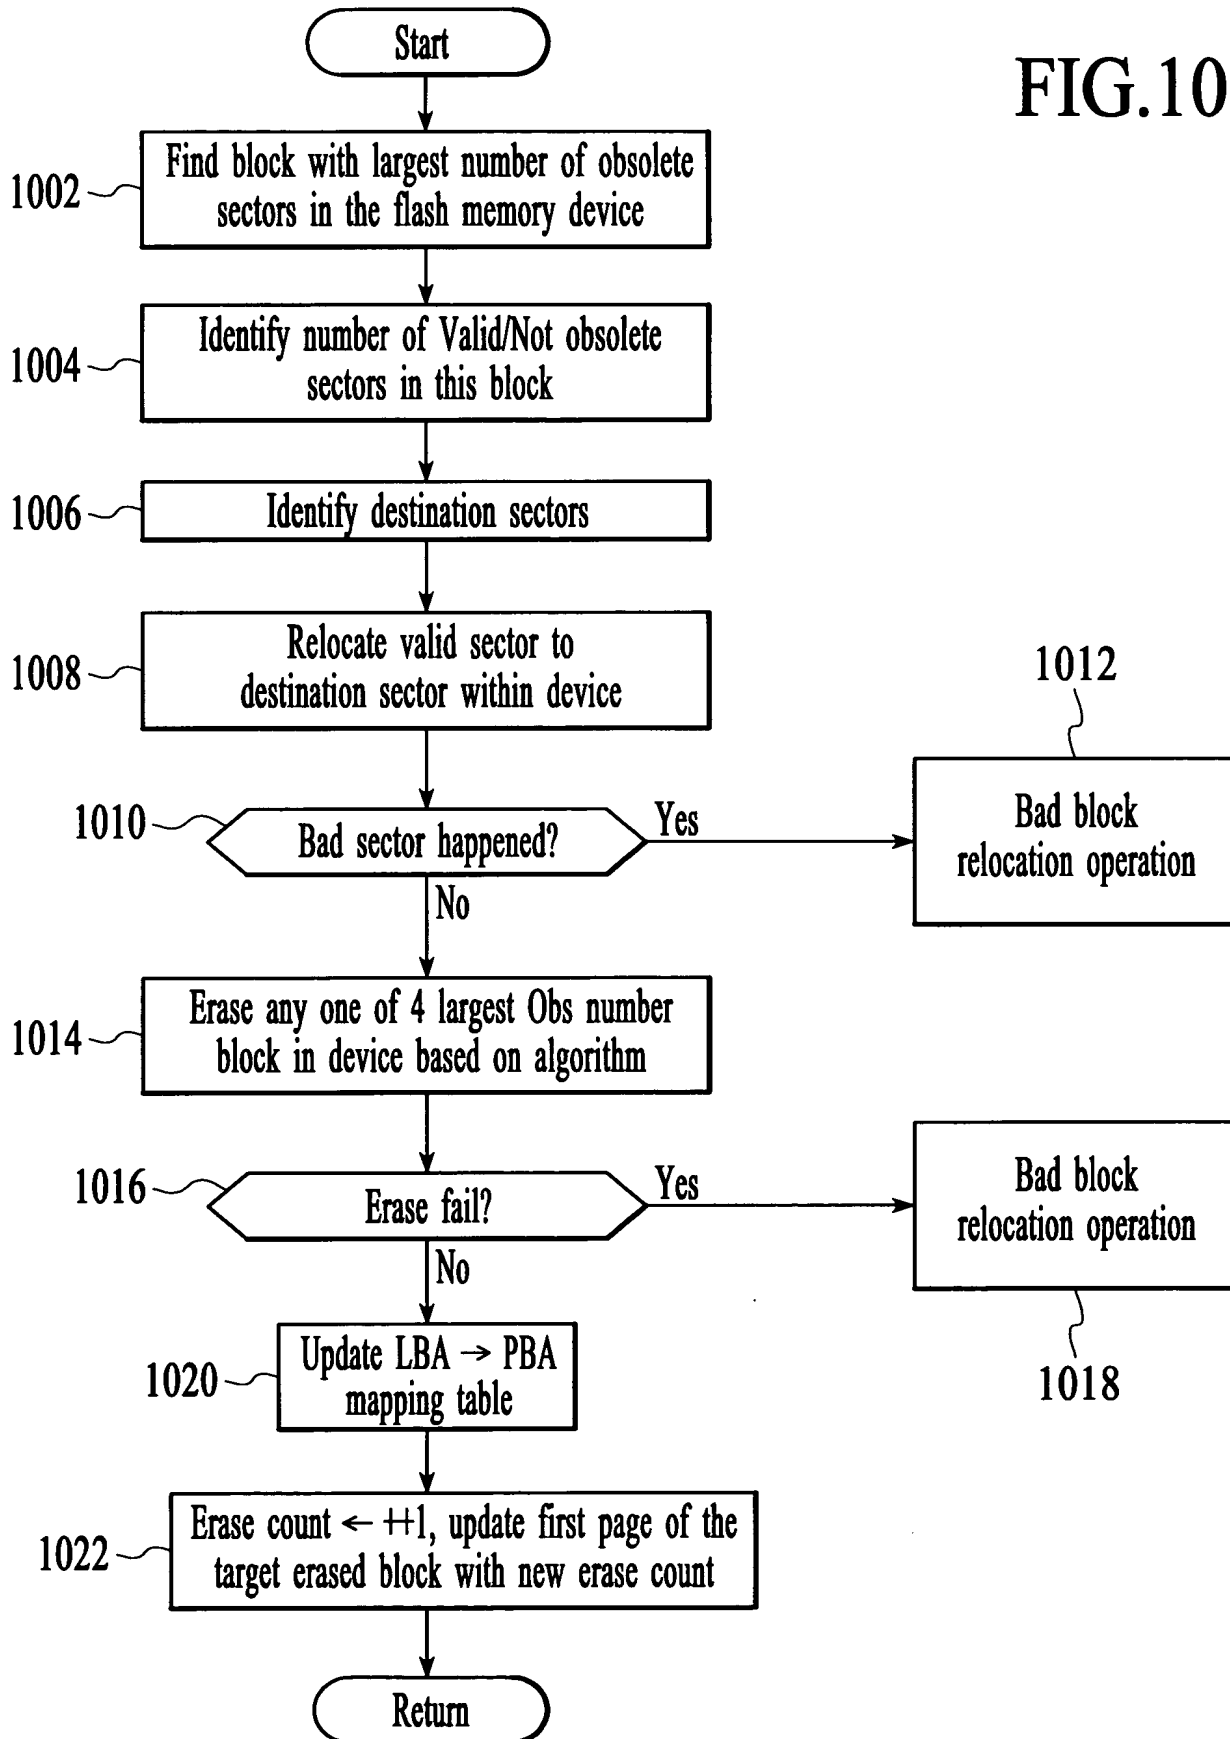 FIG.10
Start
1002
Find block with largest number of obsolete
sectors in the flash memory device
1004
Identify number of Valid/Not obsolete
sectors in this block
1006
Identify destination sectors
1008
Relocate valid sector to
destination sector within device
1010
Bad sector happened?
Yes
1012
Bad block
relocation operation
No
1014
Erase any one of 4 largest Obs number
block in device based on algorithm
1016
Erase fail?
Yes
Bad block
relocation operation
1018
No
1020
Update LBA → PBA
mapping table
1022
Erase count ← ++1, update first page of the
target erased block with new erase count
Return